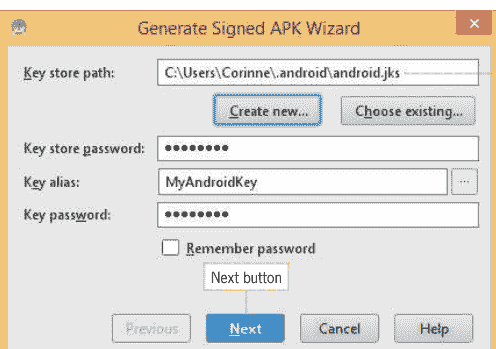 Generate Signed APK Wizard
Key store path: C:\Users\Corinne\.android\android.jks
Create new... Choose existing...
Key store password: ••••••••
Key alias: MyAndroidKey ...
Key password: ••••••••
Remember password
Next button
Previous Next Cancel Help